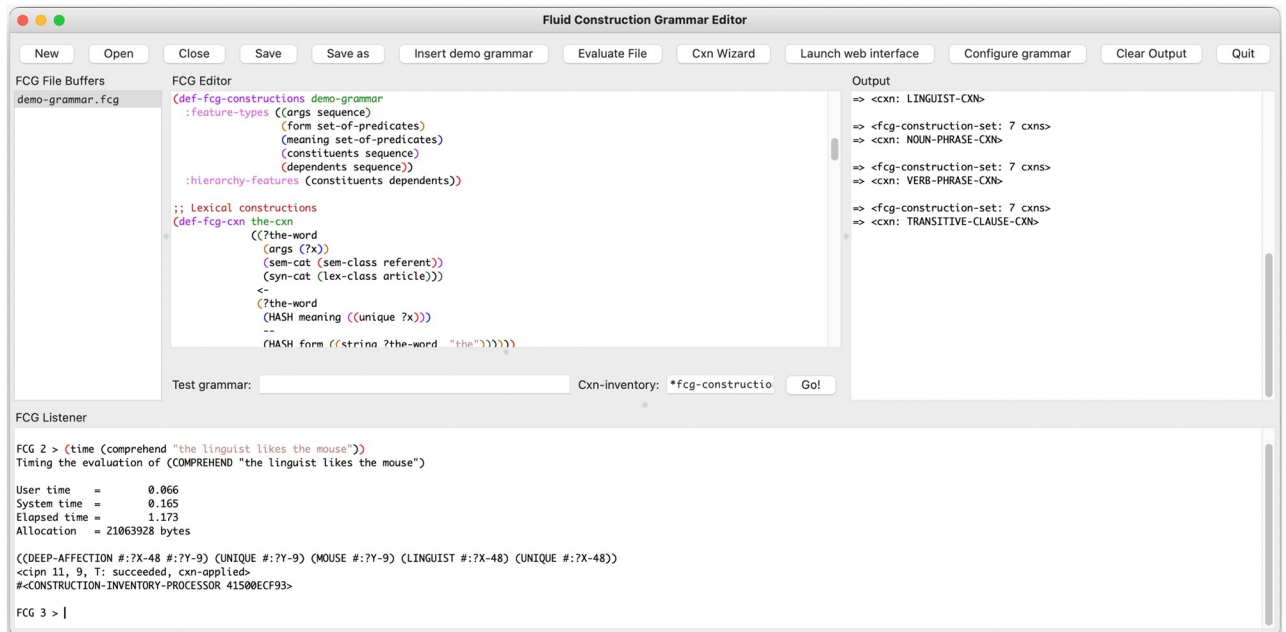 Fluid Construction Grammar Editor
New Open Close Save Save as Insert demo grammar Evaluate File Cxn Wizard Launch web interface Configure grammar Clear Output Quit
FCG File Buffers
demo-grammar.fcg
FCG Editor
(def-fcg-constructions demo-grammar
:feature-types ((args sequence)
(form set-of-predicates)
(meaning set-of-predicates)
(constituents sequence)
(dependents sequence))
:hierarchy-features (constituents dependents))
;; Lexical constructions
(def-fcg-cxn the-cxn
((?the-word
(args (?x))
(sem-cat (sem-class referent))
(syn-cat (lex-class article)))
<-
(?the-word
(HASH meaning ((unique ?x)))
--
(HASH form ((string ?the-word "the"))))))
Test grammar: Cxn-inventory: *fcg-constructio Go!
Output
=> <cxn: LINGUIST-CXN>
=> <fcg-construction-set: 7 cxns>
=> <cxn: NOUN-PHRASE-CXN>
=> <fcg-construction-set: 7 cxns>
=> <cxn: VERB-PHRASE-CXN>
=> <fcg-construction-set: 7 cxns>
=> <cxn: TRANSITIVE-CLAUSE-CXN>
FCG Listener
FCG 2 > (time (comprehend "the linguist likes the mouse"))
Timing the evaluation of (COMPREHEND "the linguist likes the mouse")
User time = 0.066
System time = 0.165
Elapsed time = 1.173
Allocation = 21063928 bytes
((DEEP-AFFECTION #:?X-48 #:?Y-9) (UNIQUE #:?Y-9) (MOUSE #:?Y-9) (LINGUIST #:?X-48) (UNIQUE #:?X-48))
<cipn 11, 9, T: succeeded, cxn-applied>
#<CONSTRUCTION-INVENTORY-PROCESSOR 41500ECF93>
FCG 3 >